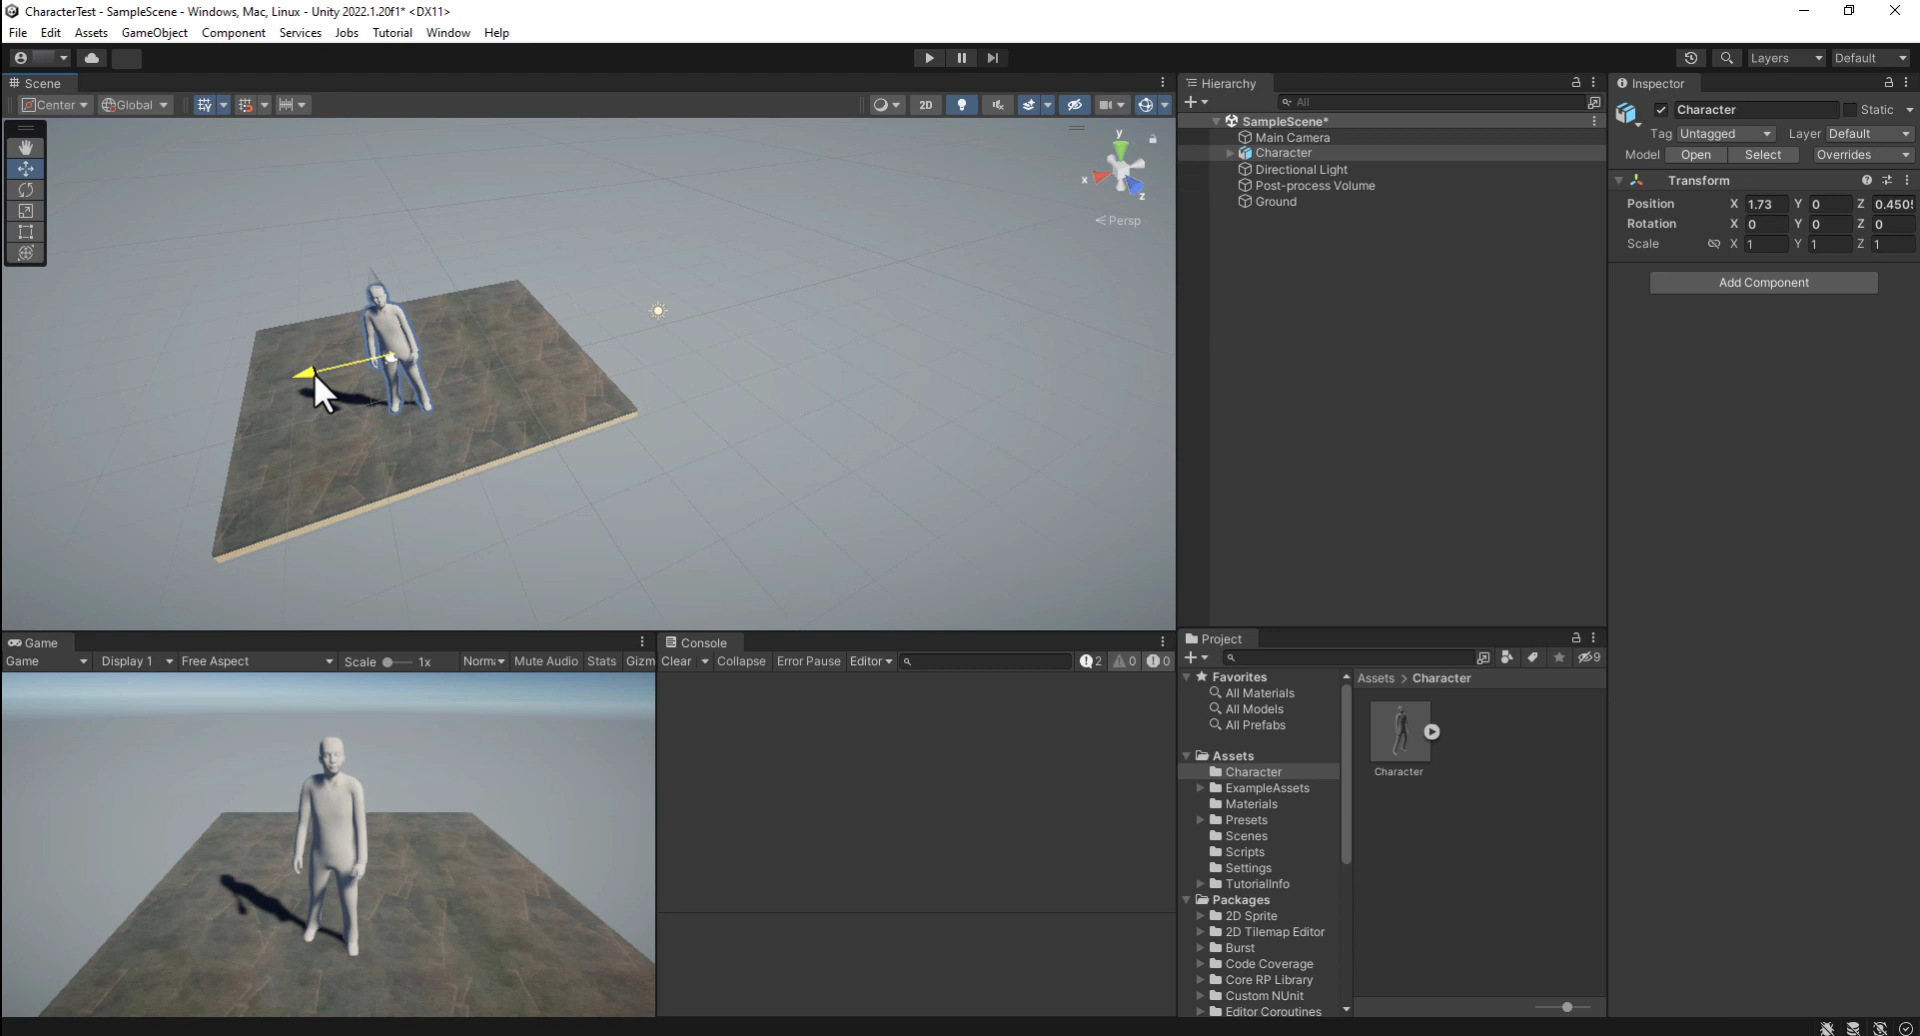 CharacterTest - SampleScene - Windows, Mac, Linux - Unity 2022.1.20f1* <DX11>
File Edit Assets GameObject Component Services Jobs Tutorial Window Help
Layers Default
Scene
Center Global
2D
y
x
z
Persp
Hierarchy
All
SampleScene*
Main Camera
Character
Directional Light
Post-process Volume
Ground
Inspector
Character Static
Tag Untagged Layer Default
Model Open Select Overrides
Transform
Position X 1.73 Y 0 Z
Rotation X 0 Y 0 Z 0
Scale X 1 Y 1 Z 1
Add Component
Game
Game Display 1 Free Aspect Scale 1x Mute Audio Stats
Console
Clear Collapse Error Pause Editor 2 0 0
Project
9
Favorites
All Materials
All Models
All Prefabs
Assets
Character
ExampleAssets
Materials
Presets
Scenes
Scripts
Settings
TutorialInfo
Packages
2D Sprite
2D Tilemap Editor
Burst
Code Coverage
Core RP Library
Custom NUnit
Editor Coroutines
Assets > Character
Character